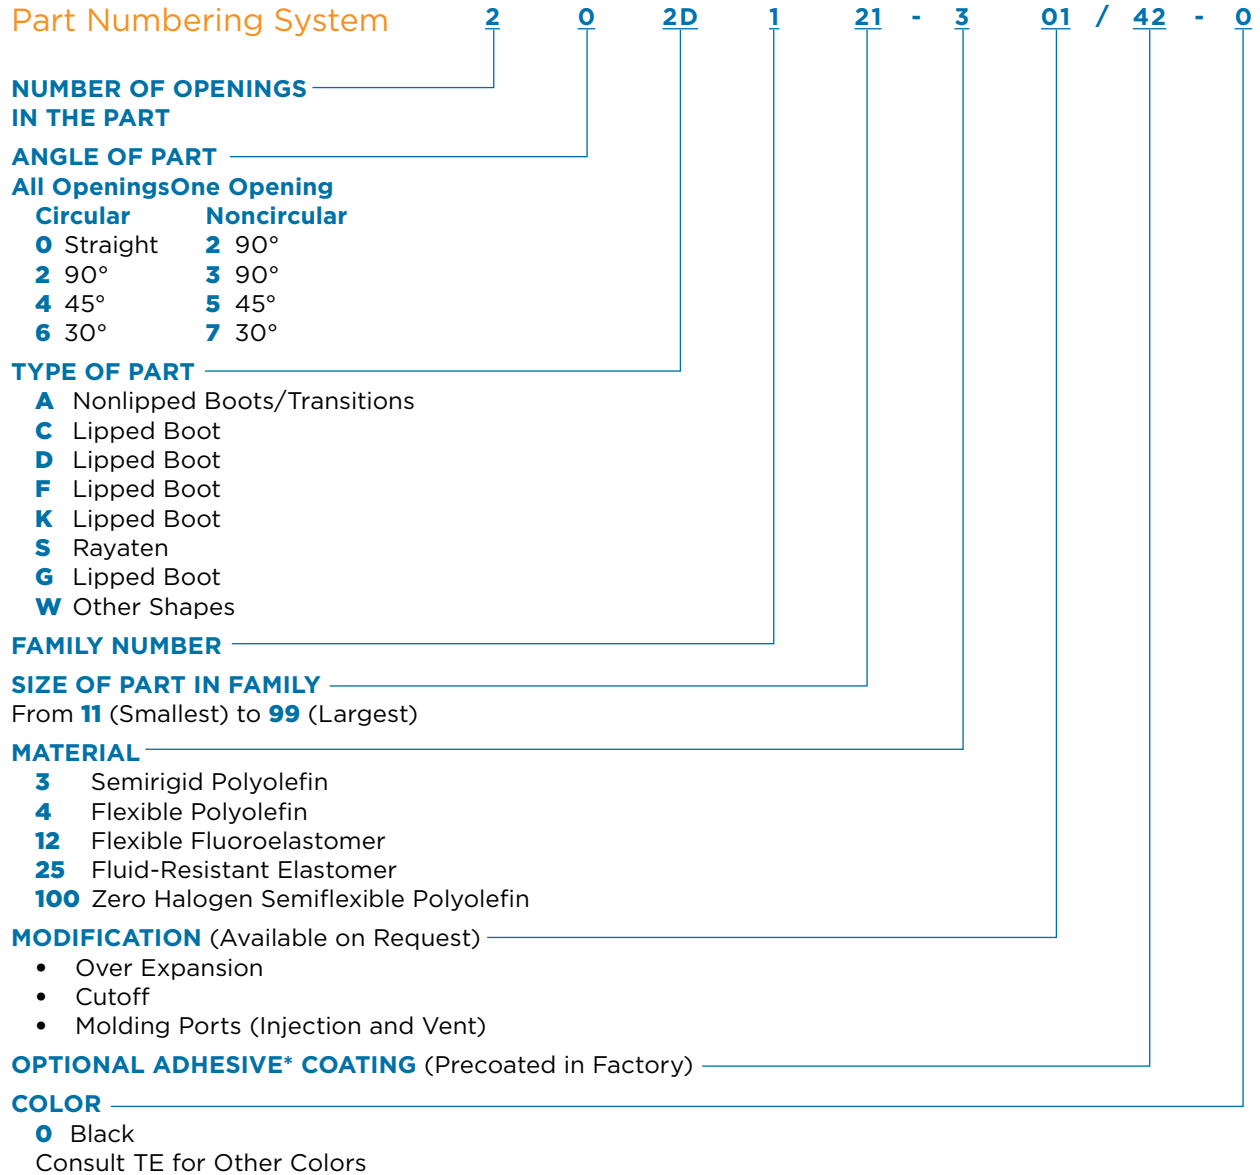 Part Numbering System 2 0 2D 1 21 - 3 01 / 42 - 0
NUMBER OF OPENINGS
IN THE PART
ANGLE OF PART
All OpeningsOne Opening
Circular Noncircular
0 Straight 2 90°
2 90° 3 90°
4 45° 5 45°
6 30° 7 30°
TYPE OF PART
A Nonlipped Boots/Transitions
C Lipped Boot
D Lipped Boot
F Lipped Boot
K Lipped Boot
S Rayaten
G Lipped Boot
W Other Shapes
FAMILY NUMBER
SIZE OF PART IN FAMILY
From 11 (Smallest) to 99 (Largest)
MATERIAL
3 Semirigid Polyolefin
4 Flexible Polyolefin
12 Flexible Fluoroelastomer
25 Fluid-Resistant Elastomer
100 Zero Halogen Semiflexible Polyolefin
MODIFICATION (Available on Request)
• Over Expansion
• Cutoff
• Molding Ports (Injection and Vent)
OPTIONAL ADHESIVE* COATING (Precoated in Factory)
COLOR
0 Black
Consult TE for Other Colors